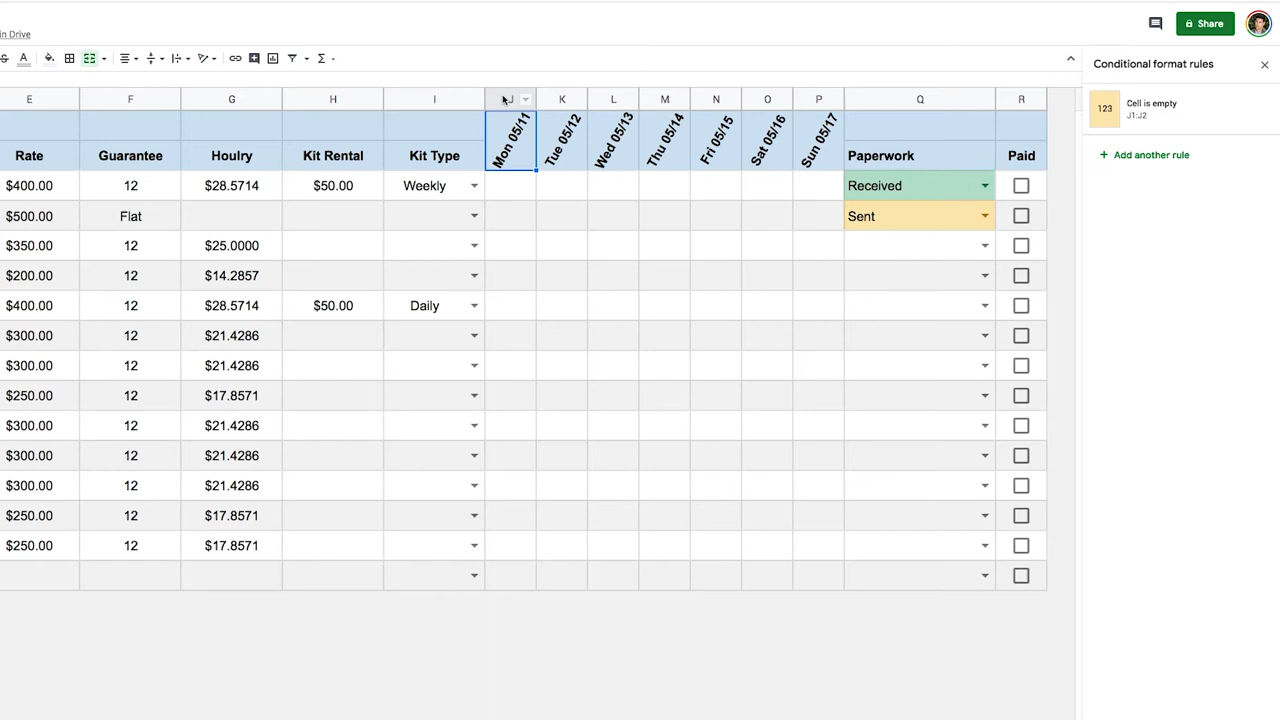 in Drive
Share
Conditional format rules
A Σ
E F G H I J K L M N O P Q R
123 Cell is empty
J1:J2
Add another rule
Mon 05/11 Tue 05/12 Wed 05/13 Thu 05/14 Fri 05/15 Sat 05/16 Sun 05/17
Rate Guarantee Houlry Kit Rental Kit Type Paperwork Paid
$400.00 12 $28.5714 $50.00 Weekly Received
$500.00 Flat Sent
$350.00 12 $25.0000
$200.00 12 $14.2857
$400.00 12 $28.5714 $50.00 Daily
$300.00 12 $21.4286
$300.00 12 $21.4286
$250.00 12 $17.8571
$300.00 12 $21.4286
$300.00 12 $21.4286
$300.00 12 $21.4286
$250.00 12 $17.8571
$250.00 12 $17.8571